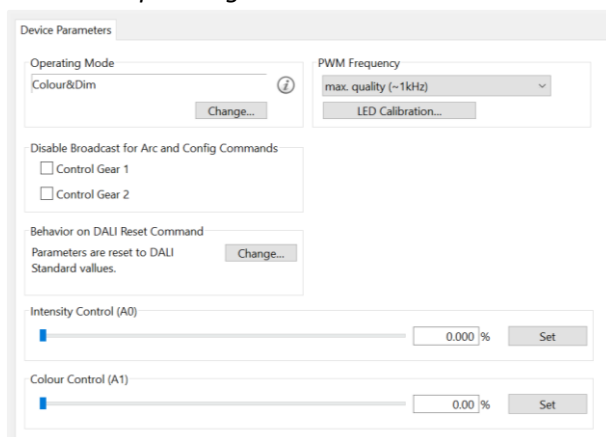 Device Parameters
Operating Mode
Colour&Dim
Change...
PWM Frequency
max. quality (~1kHz)
LED Calibration...
Disable Broadcast for Arc and Config Commands
Control Gear 1
Control Gear 2
Behavior on DALI Reset Command
Parameters are reset to DALI
Standard vallues.
Change...
Intensity Control (A0)
0.000 %
Set
Colour Control (A1)
0.00 %
Set